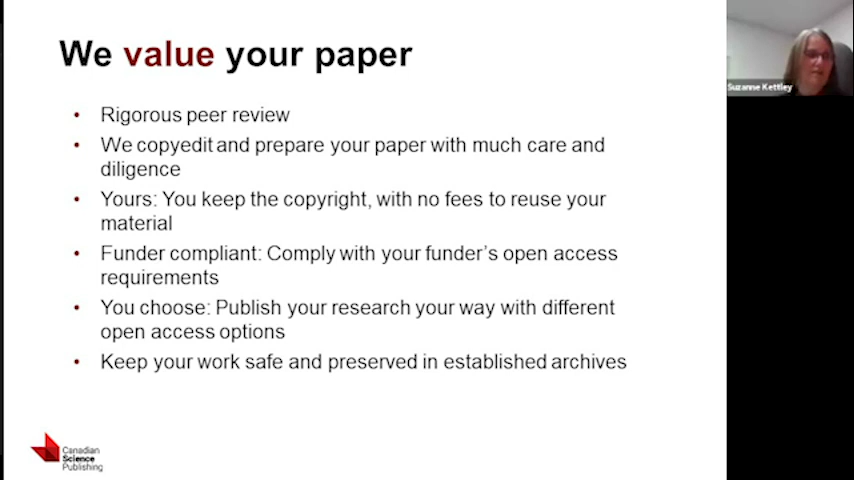 We value your paper
• Rigorous peer review
• We copyedit and prepare your paper with much care and
diligence
• Yours: You keep the copyright, with no fees to reuse your
material
• Funder compliant: Comply with your funder's open access
requirements
• You choose: Publish your research your way with different
open access options
• Keep your work safe and preserved in established archives
Canadian
Science
Publishing
Suzanne Kettley